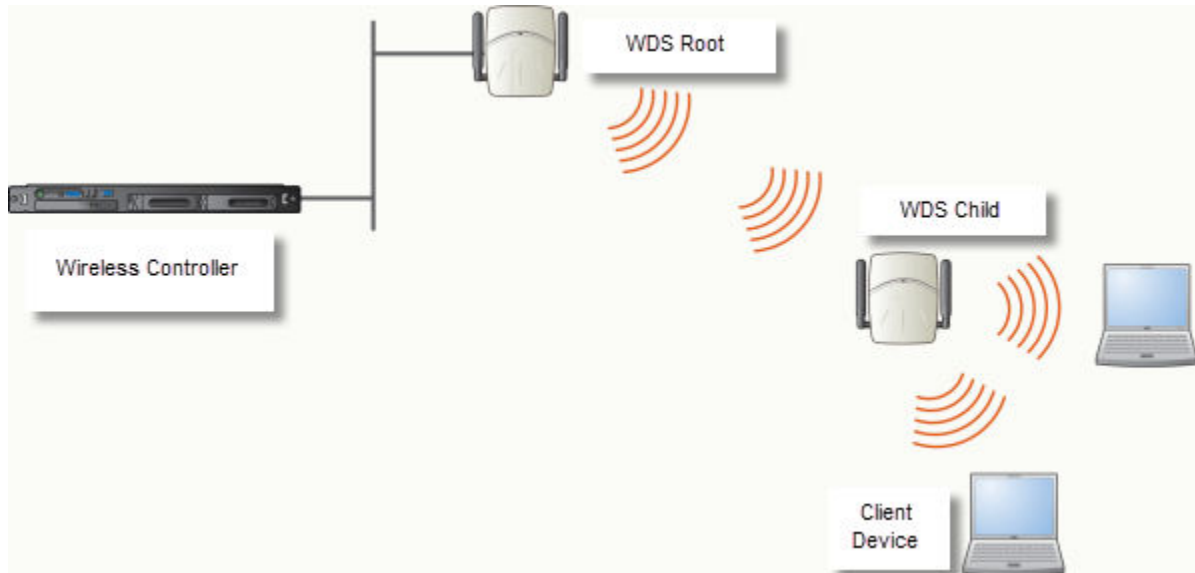 WDS Root
WDS Child
Wireless Controller
Client
Device